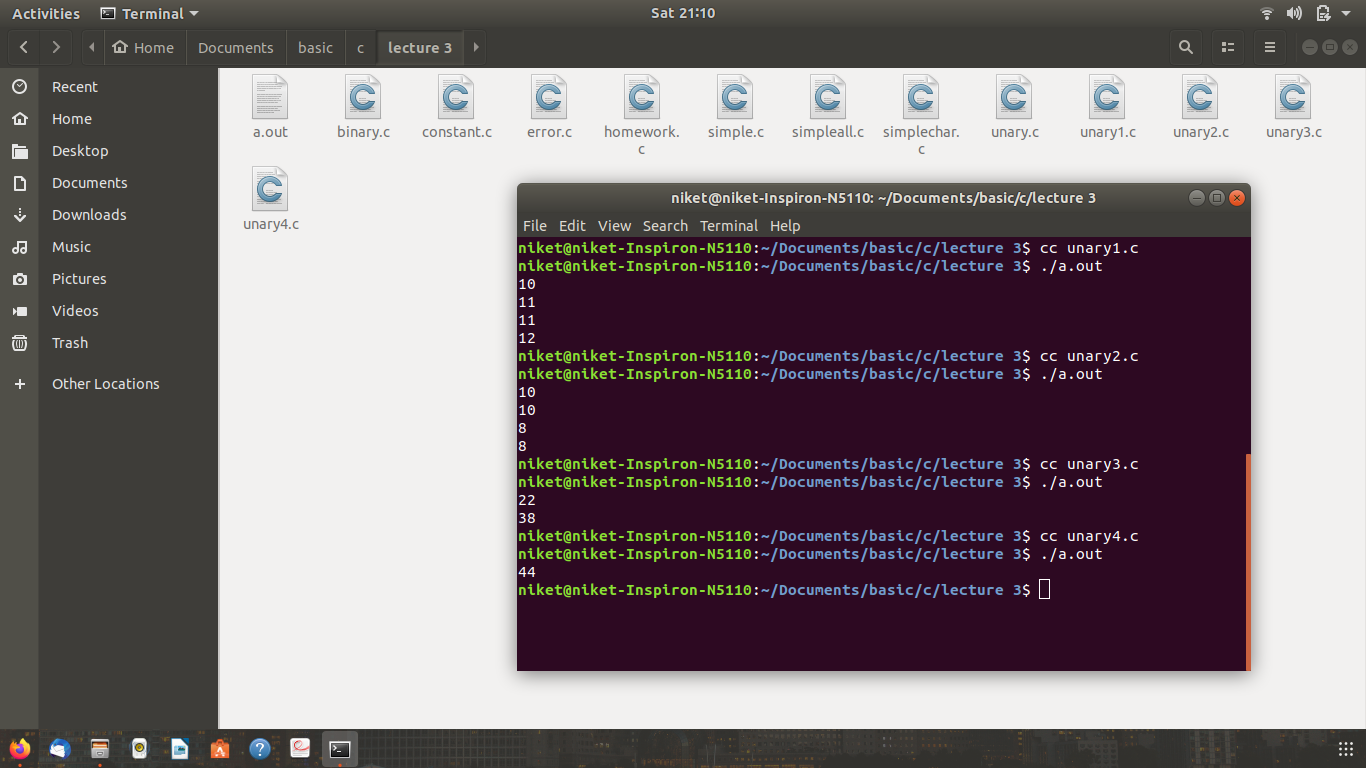 Activities Terminal Sat 21:10
Home Documents basic c lecture 3
Recent
Home
Desktop
Documents
Downloads
Music
Pictures
Videos
Trash
Other Locations
a.out binary.c constant.c error.c homework. simple.c simpleall.c simplechar. unary.c unary1.c unary2.c unary3.c
c c
unary4.c
niket@niket-Inspiron-N5110: ~/Documents/basic/c/lecture 3
File Edit View Search Terminal Help
niket@niket-Inspiron-N5110:~/Documents/basic/c/lecture 3$ cc unary1.c
niket@niket-Inspiron-N5110:~/Documents/basic/c/lecture 3$ ./a.out
10
11
11
12
niket@niket-Inspiron-N5110:~/Documents/basic/c/lecture 3$ cc unary2.c
niket@niket-Inspiron-N5110:~/Documents/basic/c/lecture 3$ ./a.out
10
10
8
8
niket@niket-Inspiron-N5110:~/Documents/basic/c/lecture 3$ cc unary3.c
niket@niket-Inspiron-N5110:~/Documents/basic/c/lecture 3$ ./a.out
22
38
niket@niket-Inspiron-N5110:~/Documents/basic/c/lecture 3$ cc unary4.c
niket@niket-Inspiron-N5110:~/Documents/basic/c/lecture 3$ ./a.out
44
niket@niket-Inspiron-N5110:~/Documents/basic/c/lecture 3$